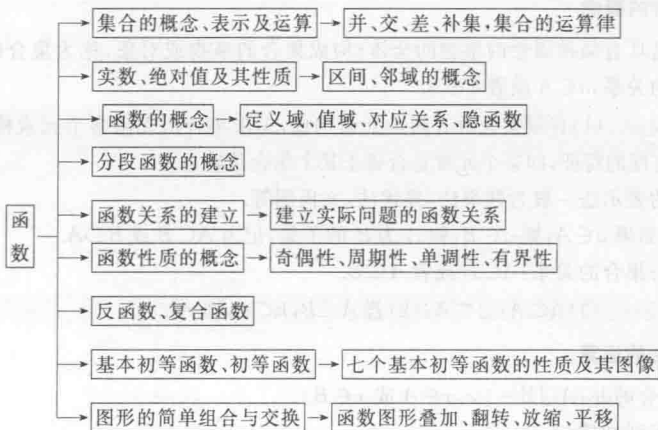 集合的概念、表示及运算 并、交、差、补集,集合的运算律
实数、绝对值及其性质 区间、邻域的概念
函数的概念 定义域、值域、对应关系、隐函数
分段函数的概念
函数
函数关系的建立 建立实际问题的函数关系
函数性质的概念 奇偶性、周期性、单调性、有界性
反函数、复合函数
基本初等函数、初等函数 七个基本初等函数的性质及其图像
图形的简单组合与交换 函数图形叠加、翻转、放缩、平移